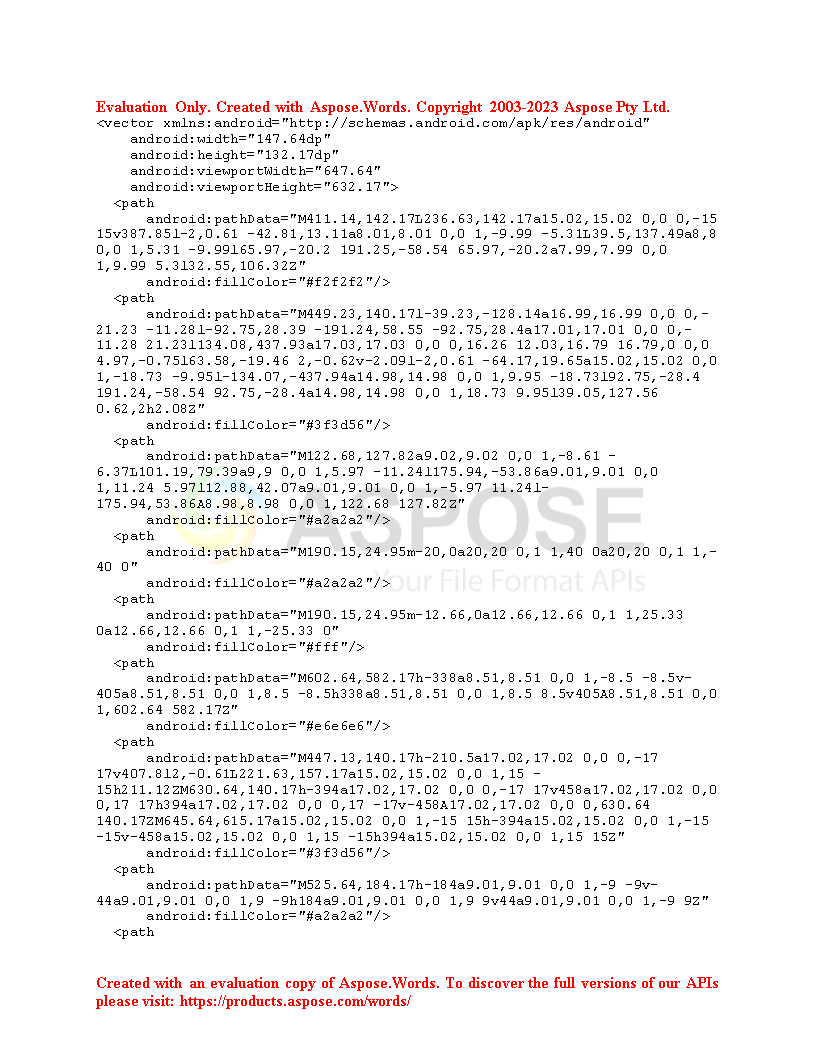 Evaluation Only. Created with Aspose.Words. Copyright 2003-2023 Aspose Pty Ltd.
<vector xmlns:android="http://schemas.android.com/apk/res/android"
    android:width="147.64dp"
    android:height="132.17dp"
    android:viewportWidth="647.64"
    android:viewportHeight="632.17">
  <path
      android:pathData="M411.14,142.17L236.63,142.17a15.02,15.02 0,0 0,-15
15v387.85l-2,0.61 -42.81,13.11a8.01,8.01 0,0 1,-9.99 -5.31L39.5,137.49a8,8
0,0 1,5.31 -9.99l65.97,-20.2 191.25,-58.54 65.97,-20.2a7.99,7.99 0,0
1,9.99 5.3l32.55,106.32Z"
      android:fillColor="#f2f2f2"/>
  <path
      android:pathData="M449.23,140.17l-39.23,-128.14a16.99,16.99 0,0 0,-
21.23 -11.28l-92.75,28.39 -191.24,58.55 -92.75,28.4a17.01,17.01 0,0 0,-
11.28 21.23l134.08,437.93a17.03,17.03 0,0 0,16.26 12.03,16.79 16.79,0 0,0
4.97,-0.75l63.58,-19.46 2,-0.62v-2.09l-2,0.61 -64.17,19.65a15.02,15.02 0,0
1,-18.73 -9.95l-134.07,-437.94a14.98,14.98 0,0 1,9.95 -18.73l92.75,-28.4
191.24,-58.54 92.75,-28.4a14.98,14.98 0,0 1,18.73 9.95l39.05,127.56
0.62,2h2.08Z"
      android:fillColor="#3f3d56"/>
  <path
      android:pathData="M122.68,127.82a9.02,9.02 0,0 1,-8.61 -
6.37L101.19,79.39a9,9 0,0 1,5.97 -11.24l175.94,-53.86a9.01,9.01 0,0
1,11.24 5.97l12.88,42.07a9.01,9.01 0,0 1,-5.97 11.24l-
175.94,53.86A8.98,8.98 0,0 1,122.68 127.82Z"
      android:fillColor="#a2a2a2"/>
ASPOSE
  <path
      android:pathData="M190.15,24.95m-20,0a20,20 0,1 1,40 0a20,20 0,1 1,-
40 0"
      android:fillColor="#a2a2a2"/>
Your File Format APIs
  <path
      android:pathData="M190.15,24.95m-12.66,0a12.66,12.66 0,1 1,25.33
0a12.66,12.66 0,1 1,-25.33 0"
      android:fillColor="#fff"/>
  <path
      android:pathData="M602.64,582.17h-338a8.51,8.51 0,0 1,-8.5 -8.5v-
405a8.51,8.51 0,0 1,8.5 -8.5h338a8.51,8.51 0,0 1,8.5 8.5v405A8.51,8.51 0,0
1,602.64 582.17Z"
      android:fillColor="#e6e6e6"/>
  <path
      android:pathData="M447.13,140.17h-210.5a17.02,17.02 0,0 0,-17
17v407.8l2,-0.61L221.63,157.17a15.02,15.02 0,0 1,15 -
15h211.12ZM630.64,140.17h-394a17.02,17.02 0,0 0,-17 17v458a17.02,17.02 0,0
0,17 17h394a17.02,17.02 0,0 0,17 -17v-458A17.02,17.02 0,0 0,630.64
140.17ZM645.64,615.17a15.02,15.02 0,0 1,-15 15h-394a15.02,15.02 0,0 1,-15
-15v-458a15.02,15.02 0,0 1,15 -15h394a15.02,15.02 0,0 1,15 15Z"
      android:fillColor="#3f3d56"/>
  <path
      android:pathData="M525.64,184.17h-184a9.01,9.01 0,0 1,-9 -9v-
44a9.01,9.01 0,0 1,9 -9h184a9.01,9.01 0,0 1,9 9v44a9.01,9.01 0,0 1,-9 9Z"
      android:fillColor="#a2a2a2"/>
  <path
Created with an evaluation copy of Aspose.Words. To discover the full versions of our APIs
please visit: https://products.aspose.com/words/